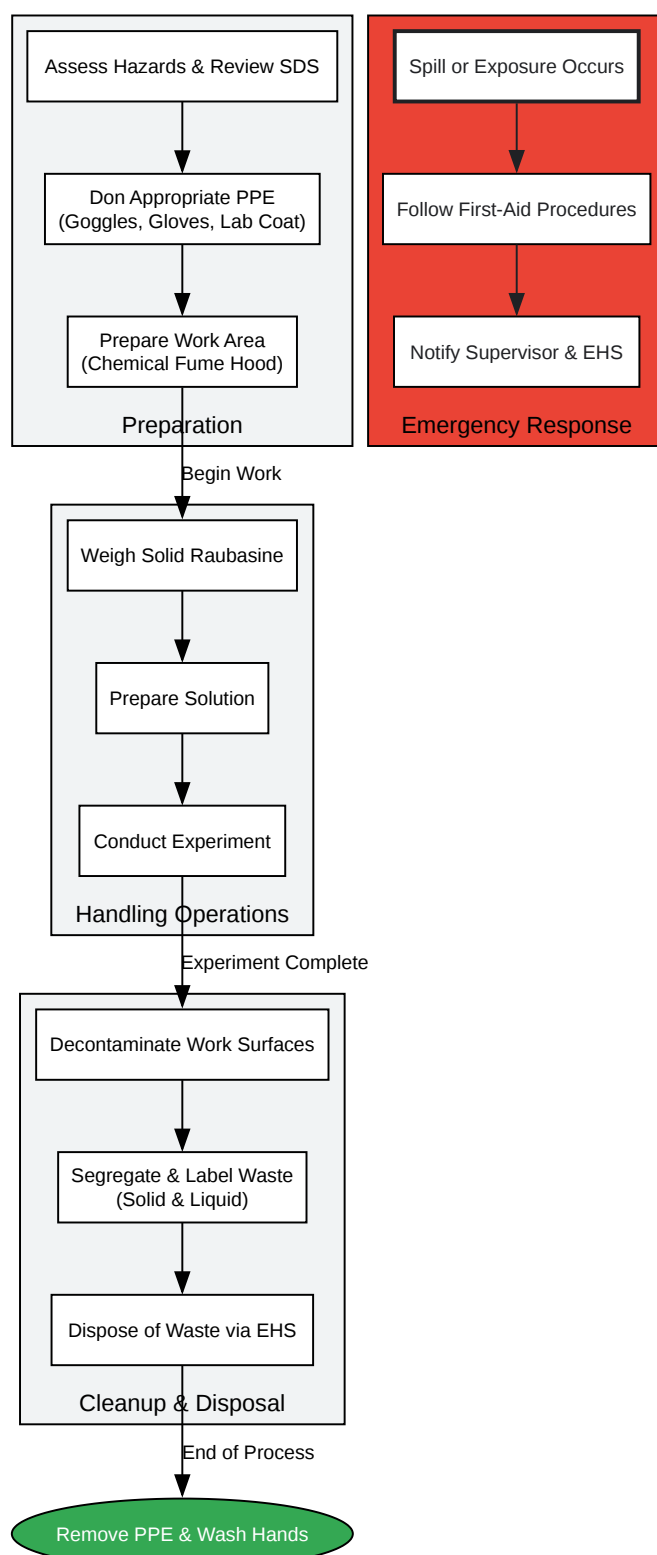 Assess Hazards & Review SDS
Don Appropriate PPE
(Goggles, Gloves, Lab Coat)
Prepare Work Area
(Chemical Fume Hood)
Preparation
Spill or Exposure Occurs
Follow First-Aid Procedures
Notify Supervisor & EHS
Emergency Response
Begin Work
Weigh Solid Raubasine
Prepare Solution
Conduct Experiment
Handling Operations
Experiment Complete
Decontaminate Work Surfaces
Segregate & Label Waste
(Solid & Liquid)
Dispose of Waste via EHS
Cleanup & Disposal
End of Process
Remove PPE & Wash Hands